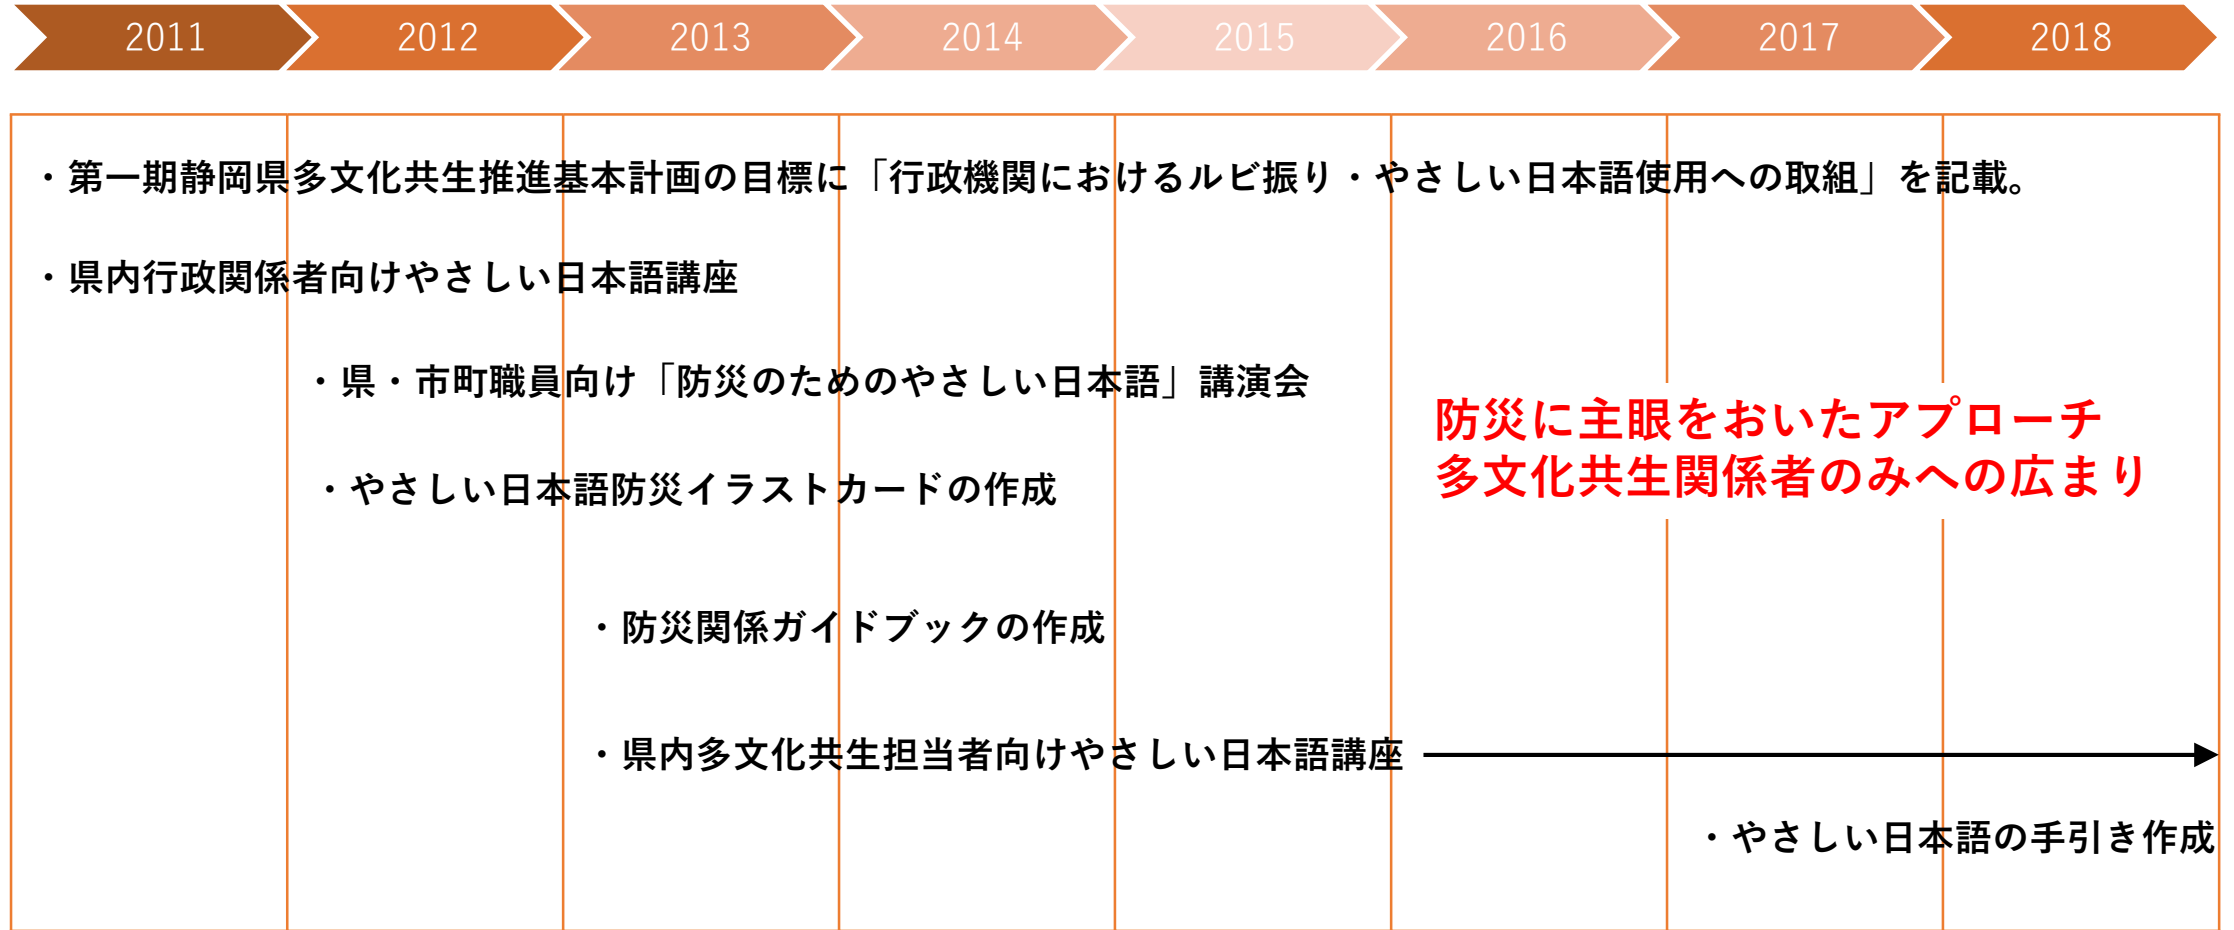 2011 2012 2013 2014 2015 2016 2017 2018
・第一期静岡県多文化共生推進基本計画の目標に「行政機関におけるルビ振り・やさしい日本語使用への取組」を記載。
・県内行政関係者向けやさしい日本語講座
・県・市町職員向け「防災のためのやさしい日本語」講演会
防災に主眼をおいたアプローチ
多文化共生関係者のみへの広まり
・やさしい日本語防災イラストカードの作成
・防災関係ガイドブックの作成
・県内多文化共生担当者向けやさしい日本語講座
・やさしい日本語の手引き作成